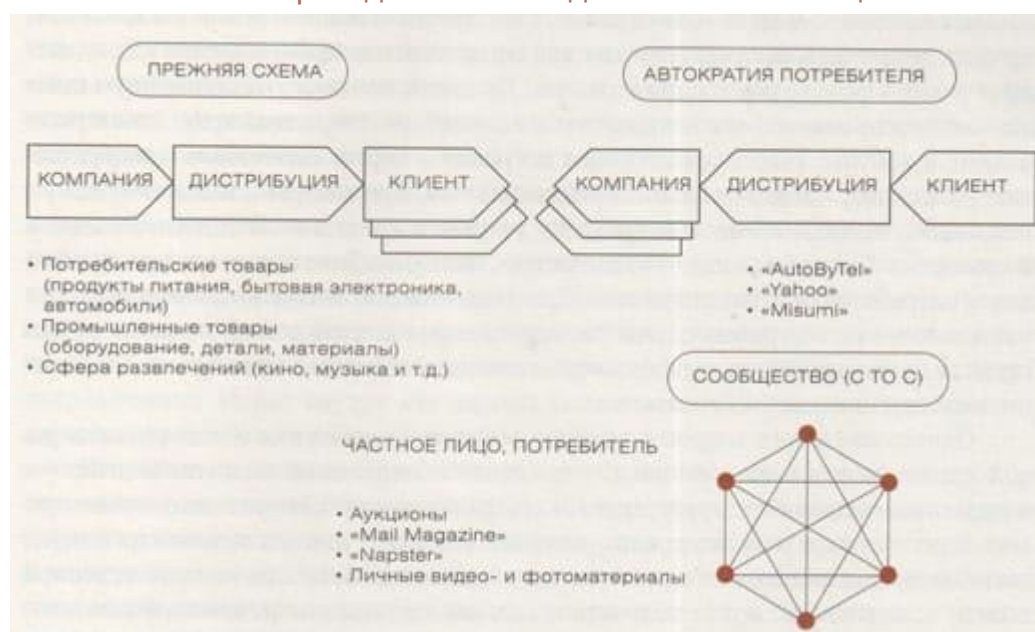 ПРЕЖНЯЯ СХЕМА
АВТОКРАТИЯ ПОТРЕБИТЕЛЯ
КОМПАНИЯ
ДИСТРИБУЦИЯ
КЛИЕНТ
КОМПАНИЯ
ДИСТРИБУЦИЯ
КЛИЕНТ
• Потребительские товары
(продукты питания, бытовая электроника,
автомобили)
• Промышленные товары
(оборудование, детали, материалы)
• Сфера развлечений (кино, музыка и т.д.)
• «AutoByTel»
• «Yahoo»
• «Misumi»
СООБЩЕСТВО (C TO C)
ЧАСТНОЕ ЛИЦО, ПОТРЕБИТЕЛЬ
• Аукционы
• «Mail Magazine»
• «Napster»
• Личные видео- и фотоматериалы